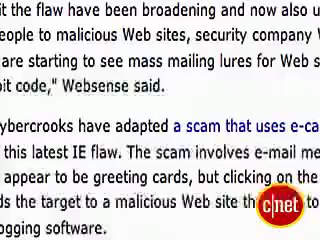 it the flaw have been broadening and now also u
eople to malicious Web sites, security company
are starting to see mass mailing lures for Web s
bit code," Websense said.
ybercrooks have adapted a scam that uses e-ca
this latest IE flaw. The scam involves e-mail me
appear to be greeting cards, but clicking on the
ds the target to a malicious Web site th to
ogging software.
c|net